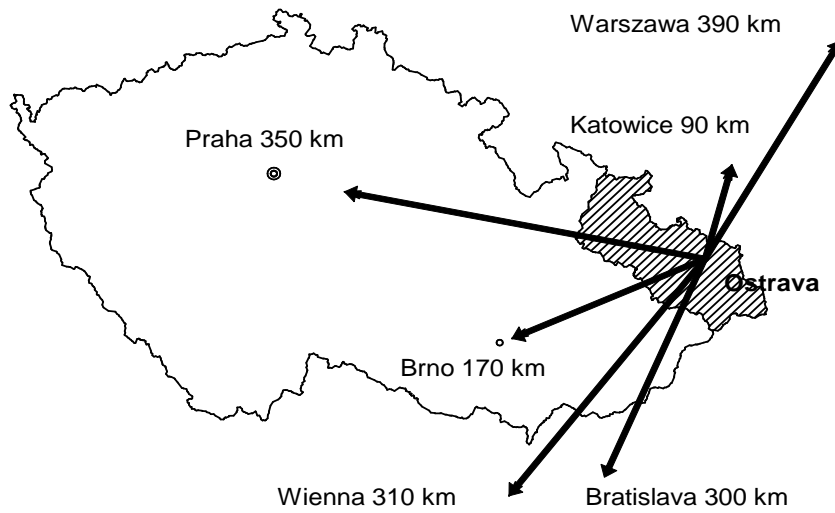 Warszawa 390 km
Katowice 90 km
Praha 350 km
Ostrava
Brno 170 km
Wienna 310 km
Bratislava 300 km